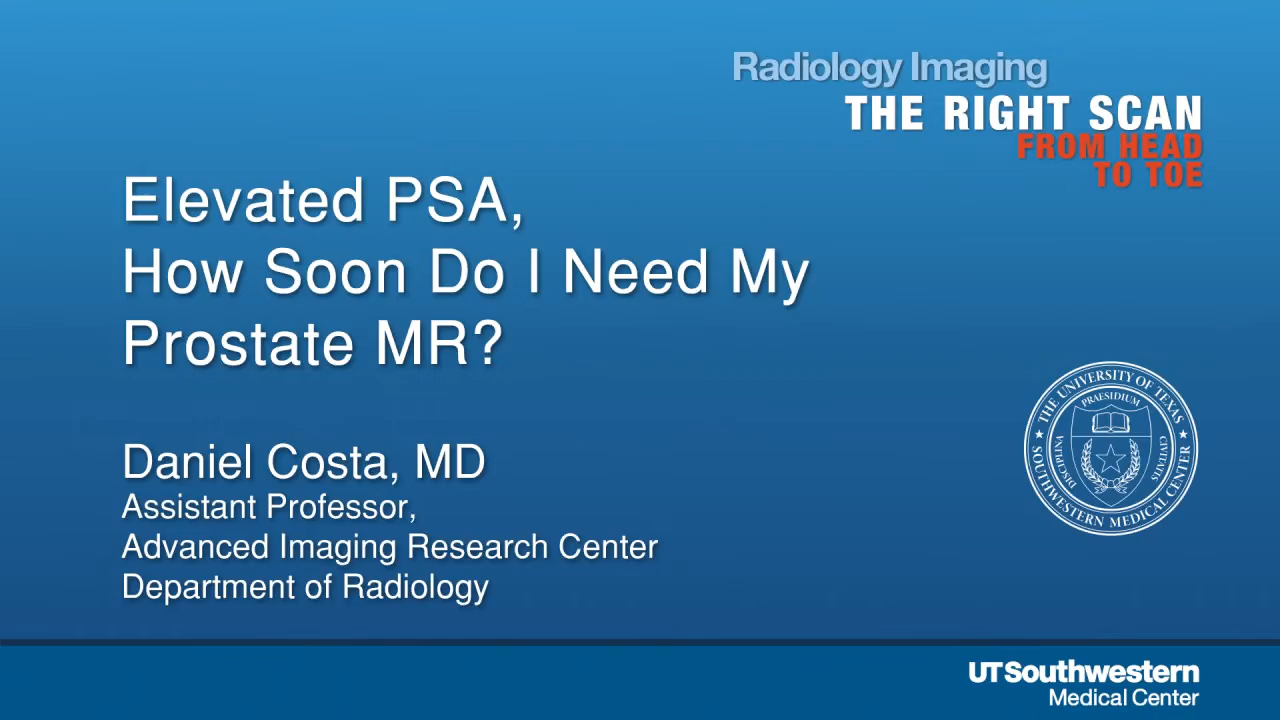 Radiology Imaging
THE RIGHT SCAN
FROM HEAD
TO TOE
Elevated PSA,
How Soon Do I Need My
Prostate MR?
Daniel Costa, MD
Assistant Professor,
Advanced Imaging Research Center
Department of Radiology
THE UNIVERSITY OF TEXAS
SOUTHWESTERN MEDICAL CENTER
PRAESIDIUM
DISCIPLINA
CIVITATIS
UTSouthwestern
Medical Center